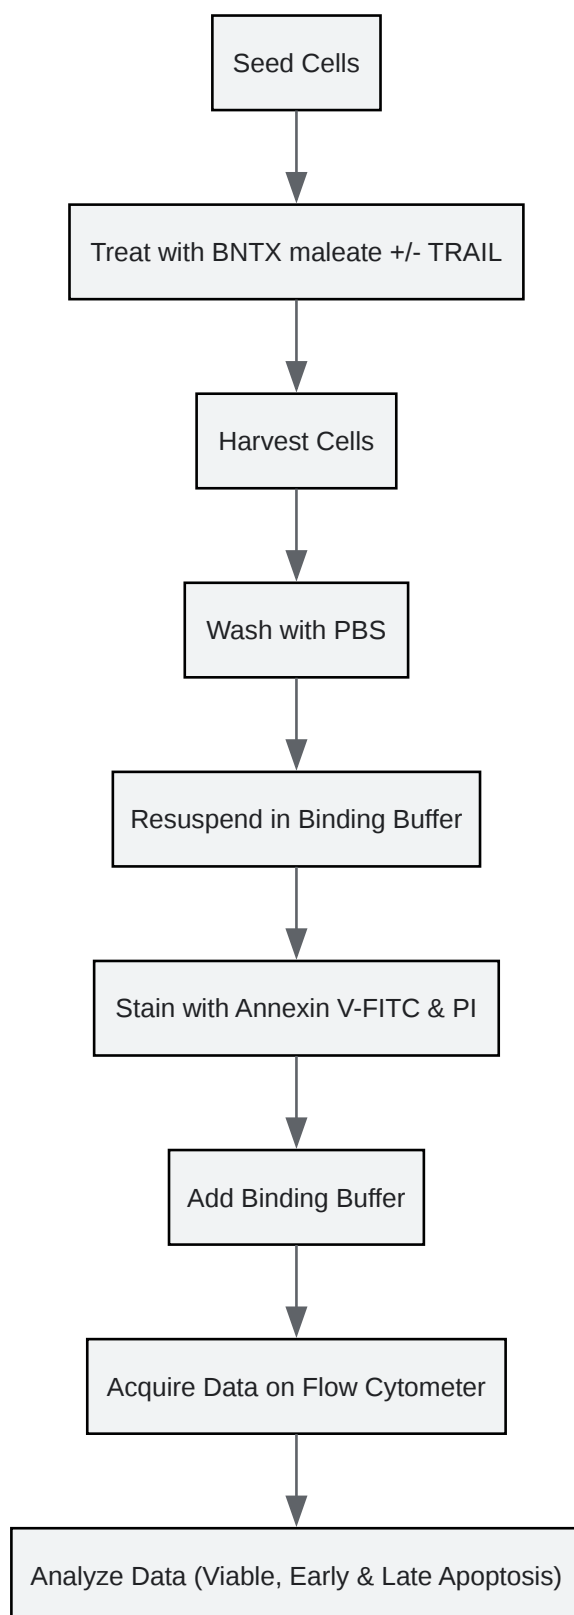 Seed Cells
Treat with BNTX maleate +/- TRAIL
Harvest Cells
Wash with PBS
Resuspend in Binding Buffer
Stain with Annexin V-FITC & PI
Add Binding Buffer
Acquire Data on Flow Cytometer
Analyze Data (Viable, Early & Late Apoptosis)